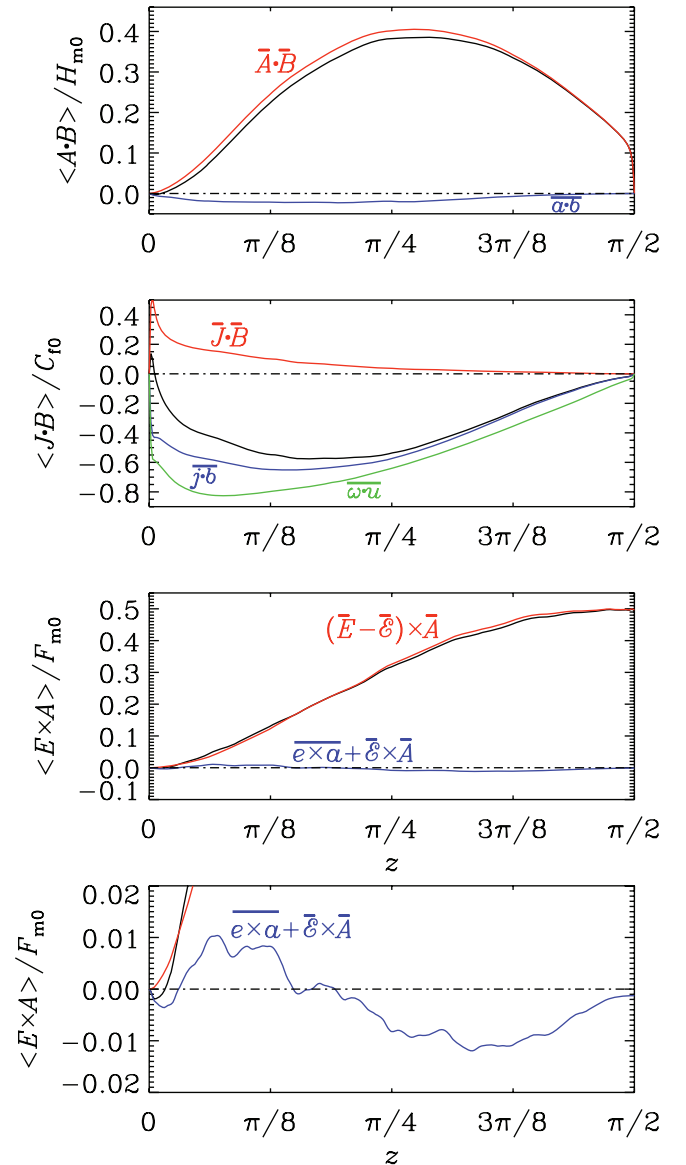 <A·B> / H_m0
0.4
0.3
0.2
0.1
0.0
A̅·B̅
a·b
0 π/8 π/4 3π/8 π/2
<J·B> / C_f0
0.4
0.2
0.0
−0.2
−0.4
−0.6
−0.8
J̅·B̅
j·b
ω·u
0 π/8 π/4 3π/8 π/2
<E×A> / F_m0
0.5
0.4
0.3
0.2
0.1
0.0
−0.1
(E̅−ℰ̅)×A̅
e×a+ℰ̅×A̅
0 π/8 π/4 3π/8 π/2
z
<E×A> / F_m0
0.02
0.01
0.00
−0.01
−0.02
e×a+ℰ̅×A̅
0 π/8 π/4 3π/8 π/2
z